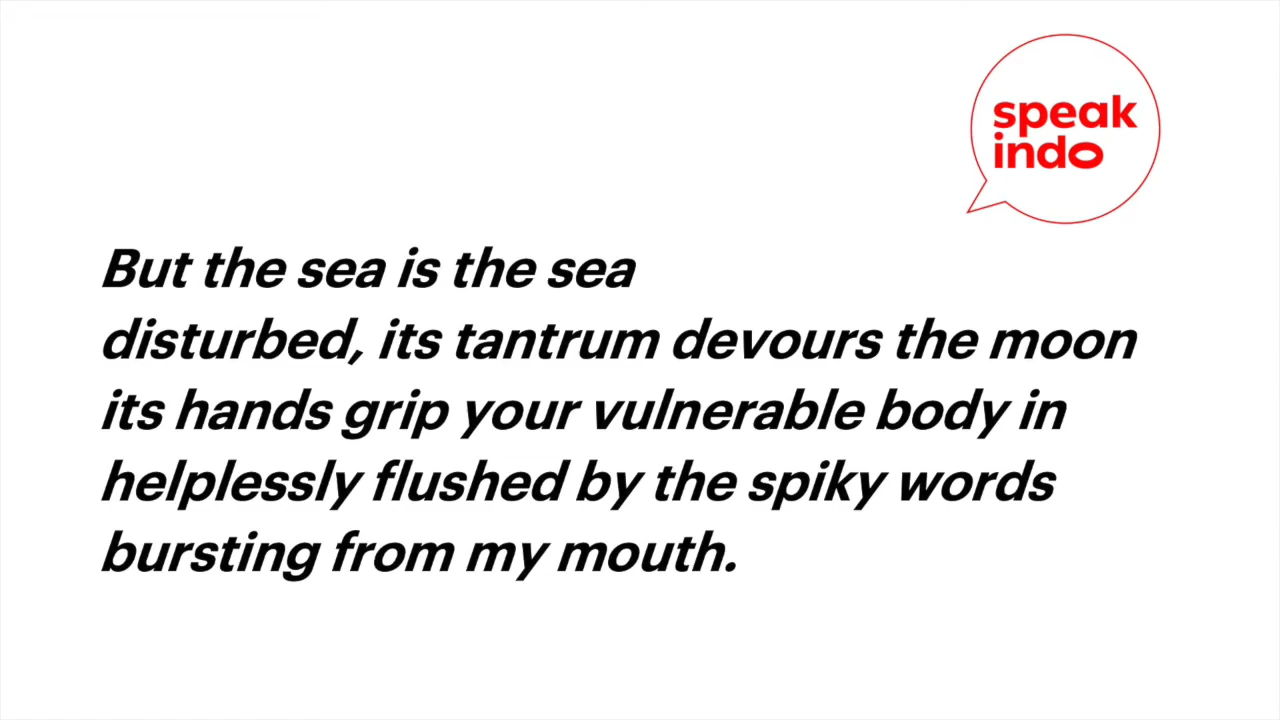 speak
indo
But the sea is the sea
disturbed, its tantrum devours the moon
its hands grip your vulnerable body in
helplessly flushed by the spiky words
bursting from my mouth.